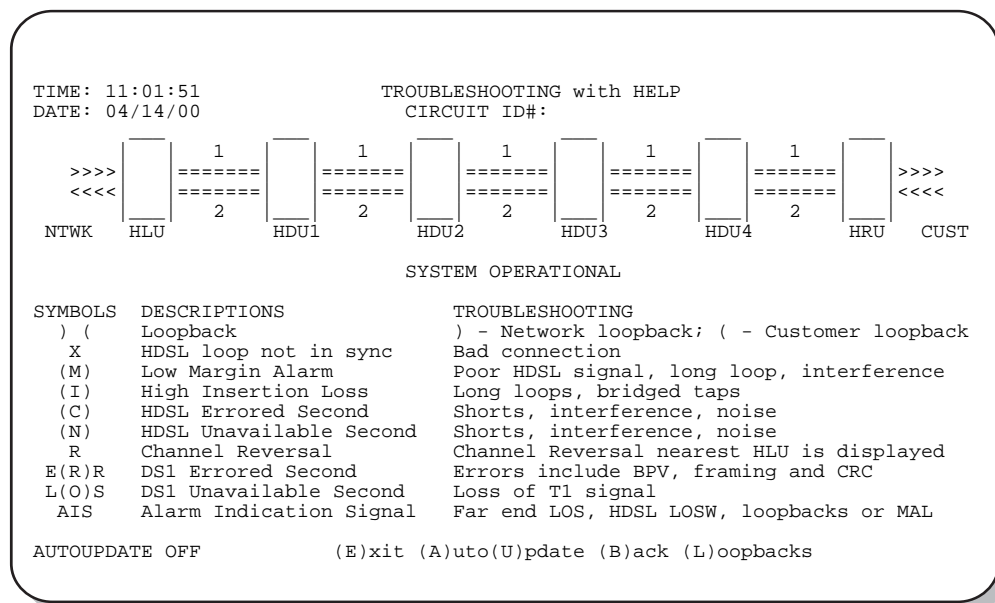 TIME: 11:01:51 TROUBLESHOOTING with HELP
DATE: 04/14/00 CIRCUIT ID#:
1 1 1 1 1
>>>> ======= ======= ======= ======= ======= >>>>
<<<< ======= ======= ======= ======= ======= <<<<
2 2 2 2 2
NTWK HLU HDU1 HDU2 HDU3 HDU4 HRU CUST
SYSTEM OPERATIONAL
SYMBOLS DESCRIPTIONS TROUBLESHOOTING
) ( Loopback ) - Network loopback; ( - Customer loopback
X HDSL loop not in sync Bad connection
(M) Low Margin Alarm Poor HDSL signal, long loop, interference
(I) High Insertion Loss Long loops, bridged taps
(C) HDSL Errored Second Shorts, interference, noise
(N) HDSL Unavailable Second Shorts, interference, noise
R Channel Reversal Channel Reversal nearest HLU is displayed
E(R)R DS1 Errored Second Errors include BPV, framing and CRC
L(O)S DS1 Unavailable Second Loss of T1 signal
AIS Alarm Indication Signal Far end LOS, HDSL LOSW, loopbacks or MAL
AUTOUPDATE OFF (E)xit (A)uto(U)pdate (B)ack (L)oopbacks